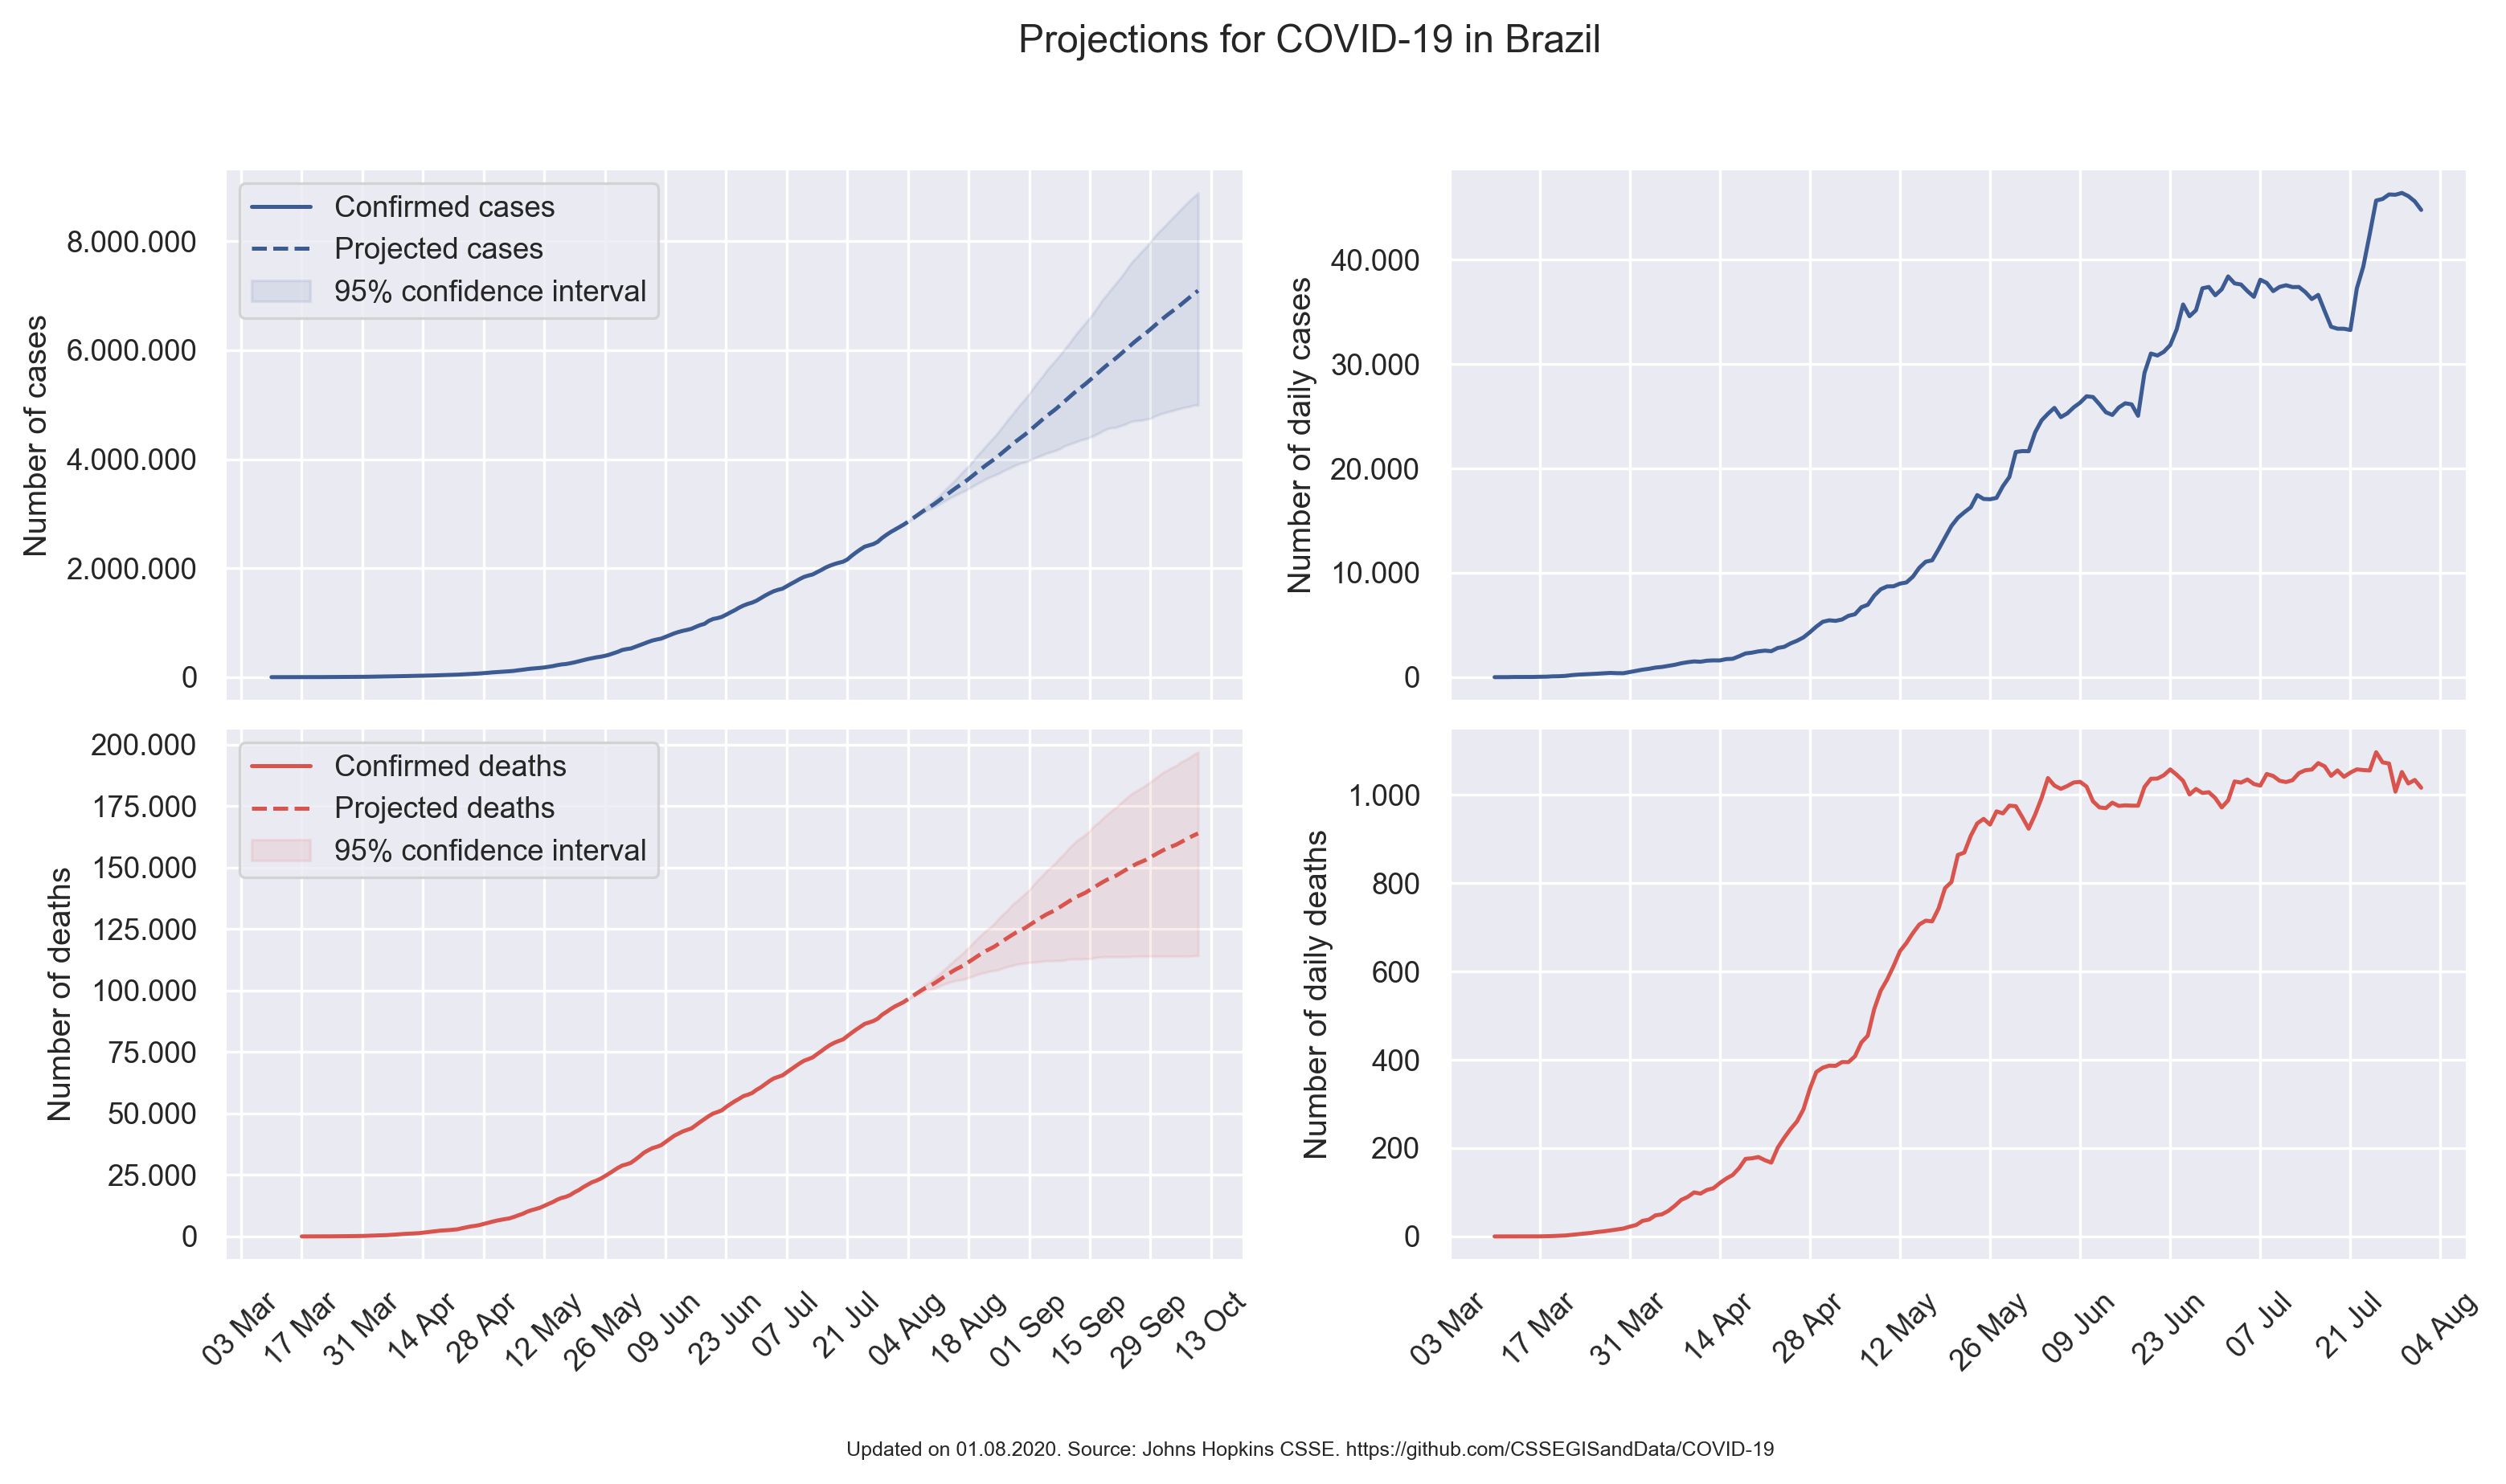 Projections for COVID-19 in Brazil
Number of cases
8.000.000
6.000.000
4.000.000
2.000.000
0
Confirmed cases
Projected cases
95% confidence interval
Number of daily cases
40.000
30.000
20.000
10.000
0
Number of deaths
200.000
175.000
150.000
125.000
100.000
75.000
50.000
25.000
0
Confirmed deaths
Projected deaths
95% confidence interval
03 Mar
17 Mar
31 Mar
14 Apr
28 Apr
12 May
26 May
09 Jun
23 Jun
07 Jul
21 Jul
04 Aug
18 Aug
01 Sep
15 Sep
29 Sep
13 Oct
Number of daily deaths
1.000
800
600
400
200
0
03 Mar
17 Mar
31 Mar
14 Apr
28 Apr
12 May
26 May
09 Jun
23 Jun
07 Jul
21 Jul
04 Aug
Updated on 01.08.2020. Source: Johns Hopkins CSSE. https://github.com/CSSEGISandData/COVID-19